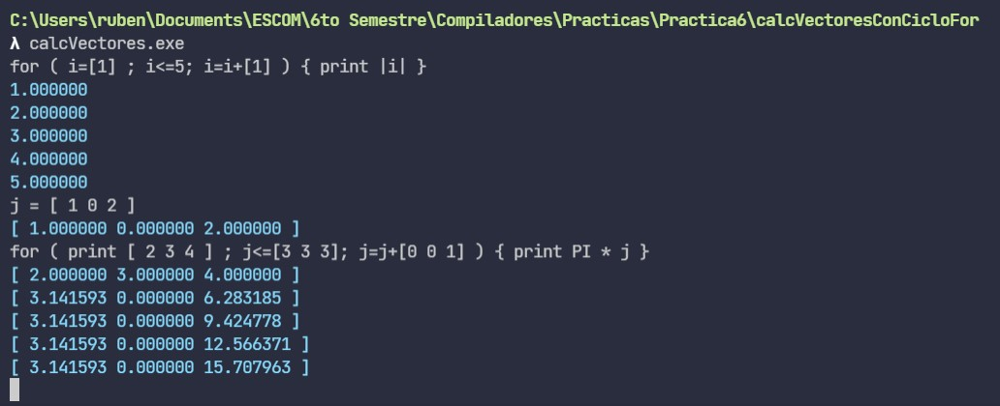 C:\Users\ruben\Documents\ESCOM\6to Semestre\Compiladores\Practicas\Practica6\calcVectoresConCicloFor
λ calcVectores.exe
for ( i=[1] ; i<=5; i=i+[1] ) { print |i| }
1.000000
2.000000
3.000000
4.000000
5.000000
j = [ 1 0 2 ]
[ 1.000000 0.000000 2.000000 ]
for ( print [ 2 3 4 ] ; j<=[3 3 3]; j=j+[0 0 1] ) { print PI * j }
[ 2.000000 3.000000 4.000000 ]
[ 3.141593 0.000000 6.283185 ]
[ 3.141593 0.000000 9.424778 ]
[ 3.141593 0.000000 12.566371 ]
[ 3.141593 0.000000 15.707963 ]